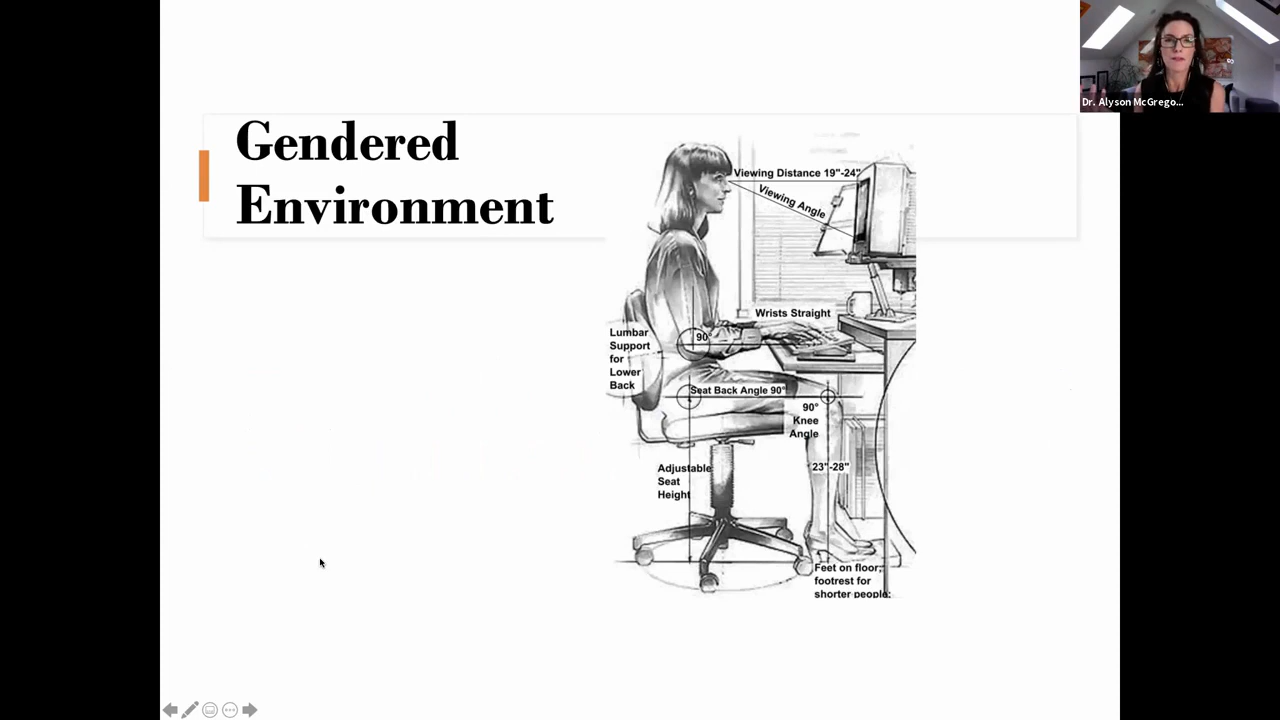 Dr. Alyson McGrego...
Gendered
Environment
Viewing Distance 19"-24"
Viewing Angle
Wrists Straight
90°
Lumbar
Support
for
Lower
Back
Seat Back Angle 90°
90°
Knee
Angle
23"-28"
Adjustable
Seat
Height
Feet on floor;
footrest for
shorter people;